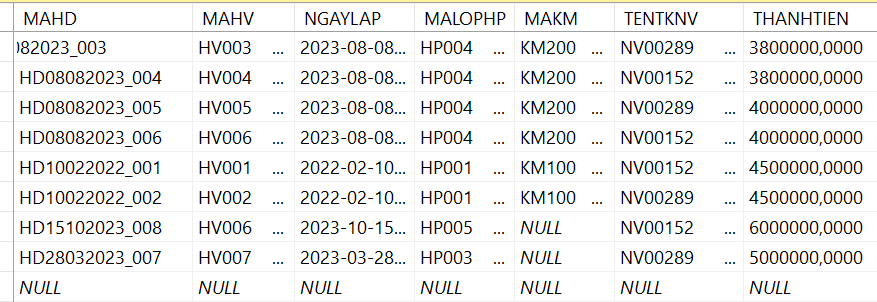 MAHD MAHV NGAYLAP MALOPHP MAKM TENTKNV THANHTIEN
)82023_003 HV003 ... 2023-08-08... HP004 ... KM200 ... NV00289 ... 3800000,0000
HD08082023_004 HV004 ... 2023-08-08... HP004 ... KM200 ... NV00152 ... 3800000,0000
HD08082023_005 HV005 ... 2023-08-08... HP004 ... KM200 ... NV00289 ... 4000000,0000
HD08082023_006 HV006 ... 2023-08-08... HP004 ... KM200 ... NV00152 ... 4000000,0000
HD10022022_001 HV001 ... 2022-02-10... HP001 ... KM100 ... NV00152 ... 4500000,0000
HD10022022_002 HV002 ... 2022-02-10... HP001 ... KM100 ... NV00289 ... 4500000,0000
HD15102023_008 HV006 ... 2023-10-15... HP005 ... NULL NV00152 ... 6000000,0000
HD28032023_007 HV007 ... 2023-03-28... HP003 ... NULL NV00289 ... 5000000,0000
NULL NULL NULL NULL NULL NULL NULL